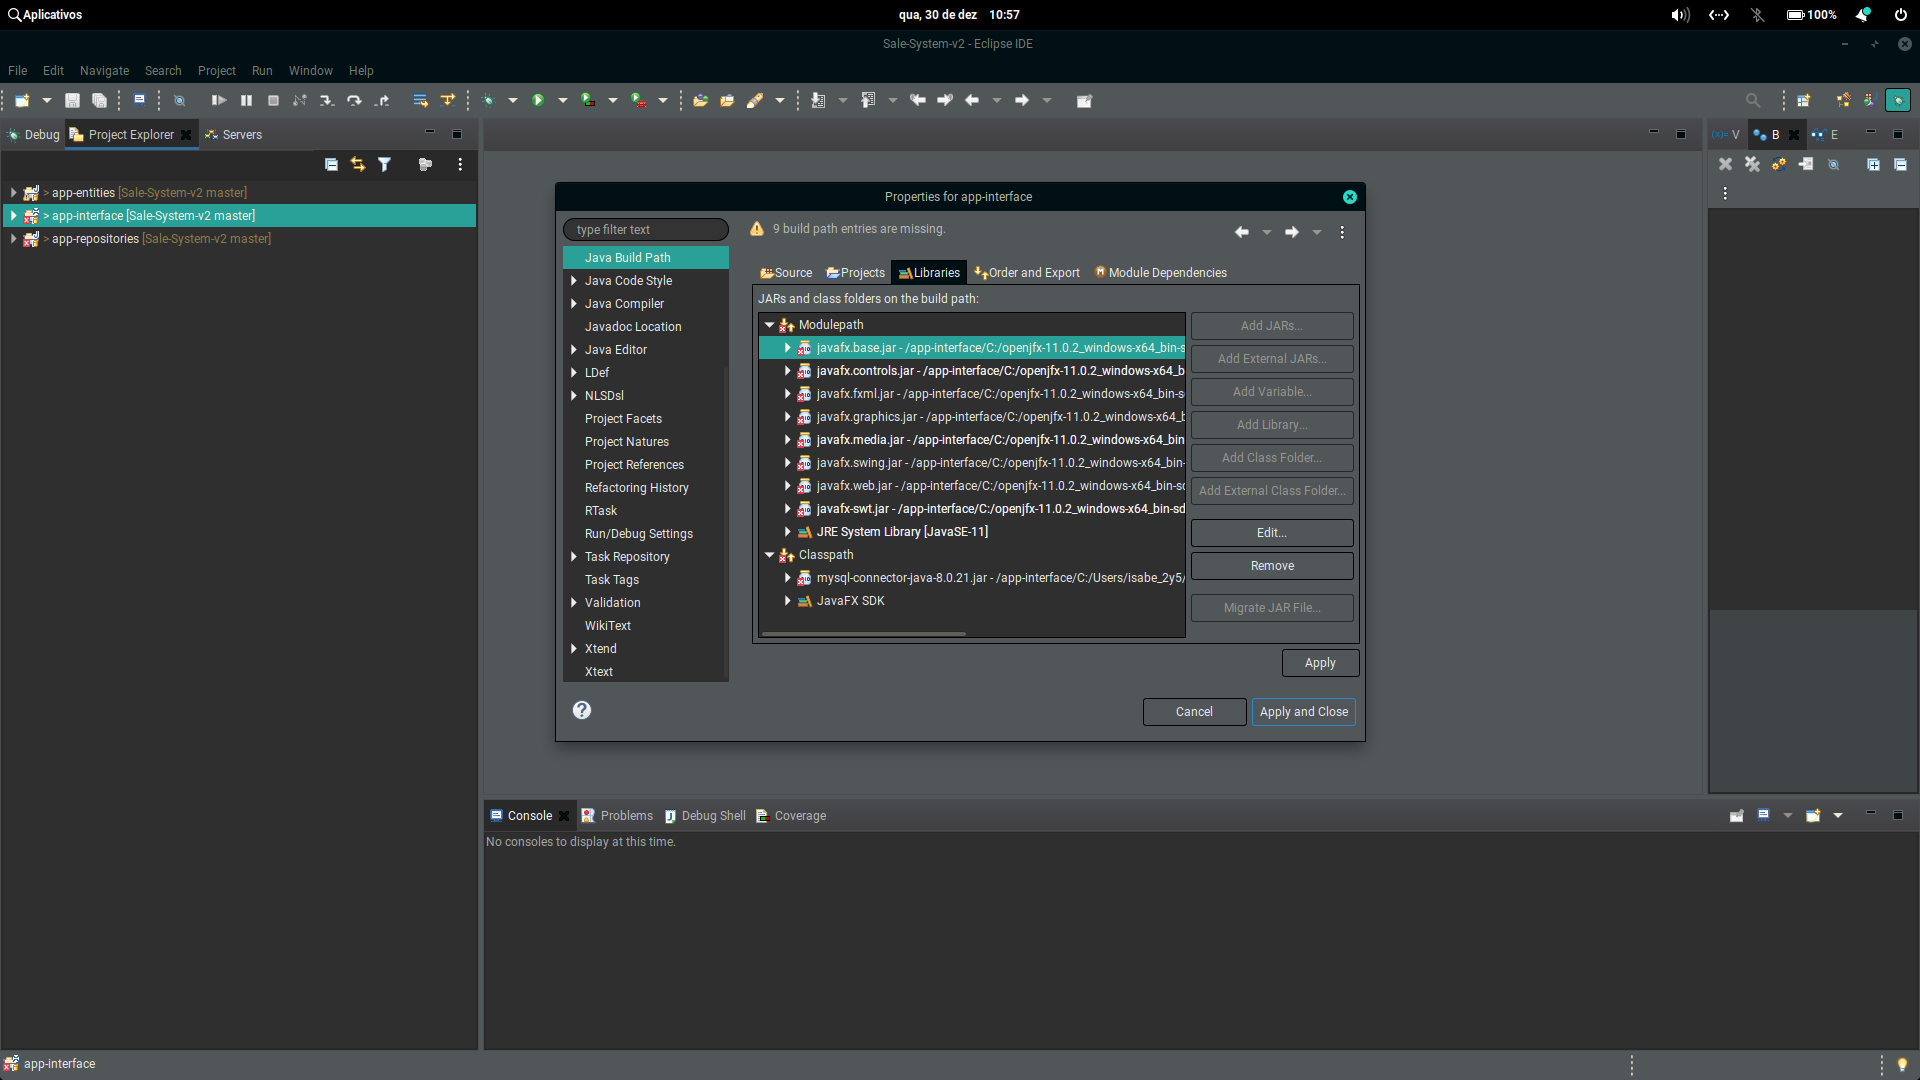 Aplicativos
qua, 30 de dez 10:57
100%
Sale-System-v2 - Eclipse IDE
File Edit Navigate Search Project Run Window Help
Debug Project Explorer Servers
> app-entities [Sale-System-v2 master]
> app-interface [Sale-System-v2 master]
> app-repositories [Sale-System-v2 master]
(x)= V B E
Properties for app-interface
type filter text
Java Build Path
Java Code Style
Java Compiler
Javadoc Location
Java Editor
LDef
NLSDsl
Project Facets
Project Natures
Project References
Refactoring History
RTask
Run/Debug Settings
Task Repository
Task Tags
Validation
WikiText
Xtend
Xtext
9 build path entries are missing.
Source Projects Libraries Order and Export Module Dependencies
JARs and class folders on the build path:
Modulepath
javafx.base.jar - /app-interface/C:/openjfx-11.0.2_windows-x64_bin-s
javafx.controls.jar - /app-interface/C:/openjfx-11.0.2_windows-x64_b
javafx.fxml.jar - /app-interface/C:/openjfx-11.0.2_windows-x64_bin-s
javafx.graphics.jar - /app-interface/C:/openjfx-11.0.2_windows-x64_b
javafx.media.jar - /app-interface/C:/openjfx-11.0.2_windows-x64_bin
javafx.swing.jar - /app-interface/C:/openjfx-11.0.2_windows-x64_bin-
javafx.web.jar - /app-interface/C:/openjfx-11.0.2_windows-x64_bin-sd
javafx-swt.jar - /app-interface/C:/openjfx-11.0.2_windows-x64_bin-sd
JRE System Library [JavaSE-11]
Classpath
mysql-connector-java-8.0.21.jar - /app-interface/C:/Users/isabe_2y5/
JavaFX SDK
Add JARs...
Add External JARs...
Add Variable...
Add Library...
Add Class Folder...
Add External Class Folder...
Edit...
Remove
Migrate JAR File...
Apply
Cancel Apply and Close
Console Problems Debug Shell Coverage
No consoles to display at this time.
app-interface